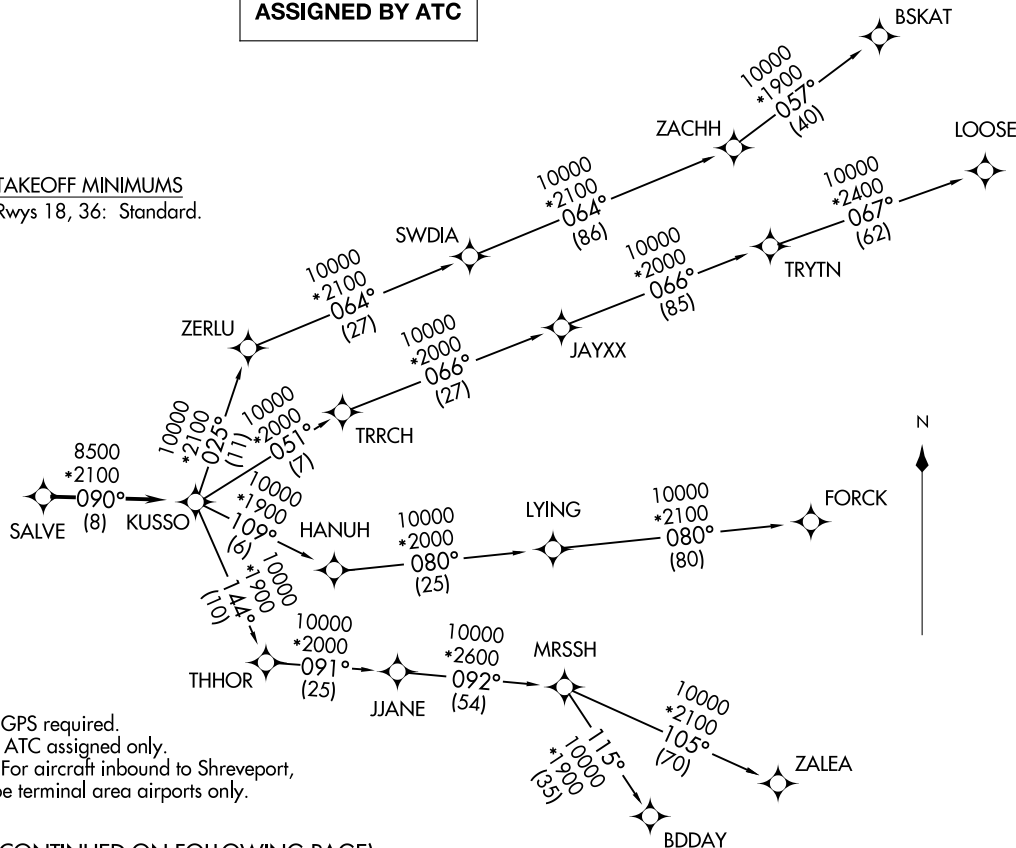 ASSIGNED BY ATC
BSKAT
10000
*1900
057°
(40)
ZACHH
LOOSE
TAKEOFF MINIMUMS
Rwys 18, 36: Standard.
10000
*2100
064°
(86)
10000
*2400
067°
(62)
SWDIA
TRYTN
10000
*2100
064°
(27)
10000
*2000
066°
(85)
ZERLU
JAYXX
10000
*2000
066°
(27)
10000
*2100
025°
(11)
10000
*2000
051°
(7)
TRRCH
N
8500
*2100
090°
(8)
SALVE
KUSSO
10000
*1900
109°
(6)
HANUH
10000
*2000
080°
(25)
LYING
10000
*2100
080°
(80)
FORCK
10000
*1900
144°
(10)
THHOR
10000
*2000
091°
(25)
JJANE
10000
*2600
092°
(54)
MRSSH
10000
*2100
105°
(70)
ZALEA
115°
10000
*1900
(35)
BDDAY
GPS required.
ATC assigned only.
For aircraft inbound to Shreveport,
pe terminal area airports only.
CONTINUED ON FOLLOWING PAGE)